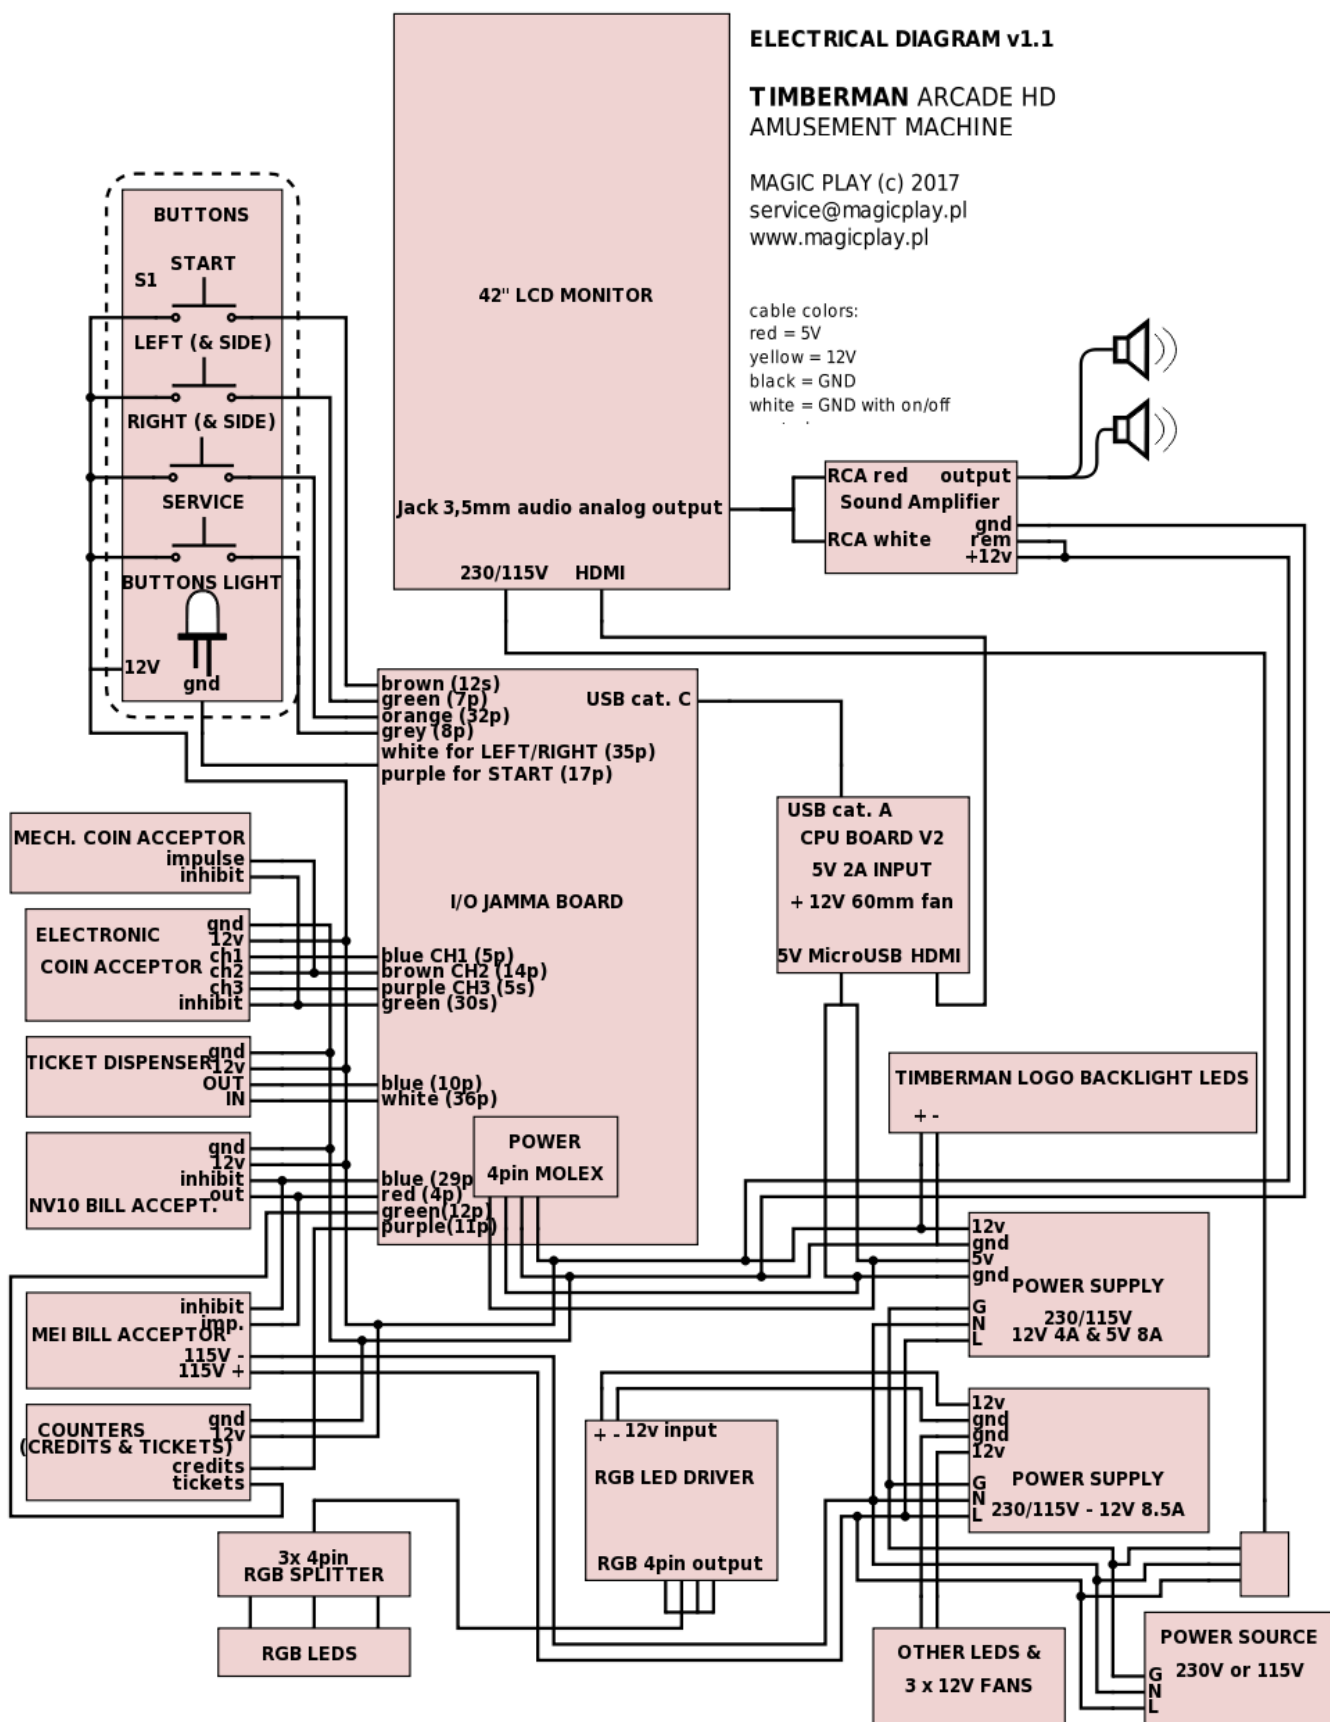 ELECTRICAL DIAGRAM v1.1
TIMBERMAN ARCADE HD
AMUSEMENT MACHINE
MAGIC PLAY (c) 2017
service@magicplay.pl
www.magicplay.pl
cable colors:
red = 5V
yellow = 12V
black = GND
white = GND with on/off
BUTTONS
START
S1
LEFT (& SIDE)
RIGHT (& SIDE)
SERVICE
BUTTONS LIGHT
12V
gnd
42" LCD MONITOR
Jack 3,5mm audio analog output
230/115V HDMI
RCA red output
Sound Amplifier
gnd
RCA white rem
+12v
brown (12s)
green (7p)
orange (32p)
grey (8p)
white for LEFT/RIGHT (35p)
purple for START (17p)
USB cat. C
I/O JAMMA BOARD
blue CH1 (5p)
brown CH2 (14p)
purple CH3 (5s)
green (30s)
blue (10p)
white (36p)
POWER
4pin MOLEX
blue (29p
red (4p)
green(12p)
purple(11p)
USB cat. A
CPU BOARD V2
5V 2A INPUT
+ 12V 60mm fan
5V MicroUSB HDMI
MECH. COIN ACCEPTOR
impulse
inhibit
ELECTRONIC
COIN ACCEPTOR
gnd
12v
ch1
ch2
ch3
inhibit
TICKET DISPENSER
gnd
12v
OUT
IN
NV10 BILL ACCEPT.
gnd
12v
inhibit
out
MEI BILL ACCEPTOR
inhibit
imp.
115V -
115V +
COUNTERS
(CREDITS & TICKETS)
gnd
12v
credits
tickets
3x 4pin
RGB SPLITTER
RGB LEDS
+ - 12v input
RGB LED DRIVER
RGB 4pin output
TIMBERMAN LOGO BACKLIGHT LEDS
+ -
12v
gnd
5v
gnd
POWER SUPPLY
G
N
L
230/115V
12V 4A & 5V 8A
12v
gnd
gnd
12v
POWER SUPPLY
G
N
L
230/115V - 12V 8.5A
OTHER LEDS &
3 x 12V FANS
POWER SOURCE
230V or 115V
G
N
L